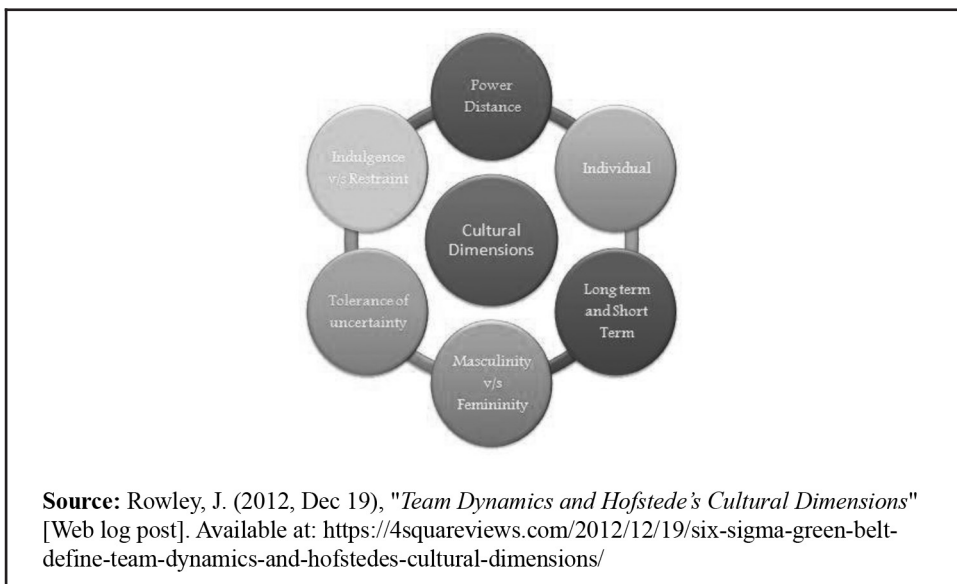 Power
Distance
Indulgence
v/s Restraint
Individual
Cultural
Dimensions
Tolerance of
uncertainty
Long term
and Short
Term
Masculinity
v/s
Femininity
Source: Rowley, J. (2012, Dec 19), "Team Dynamics and Hofstede’s Cultural Dimensions"
[Web log post]. Available at: https://4squareviews.com/2012/12/19/six-sigma-green-belt-
define-team-dynamics-and-hofstedes-cultural-dimensions/